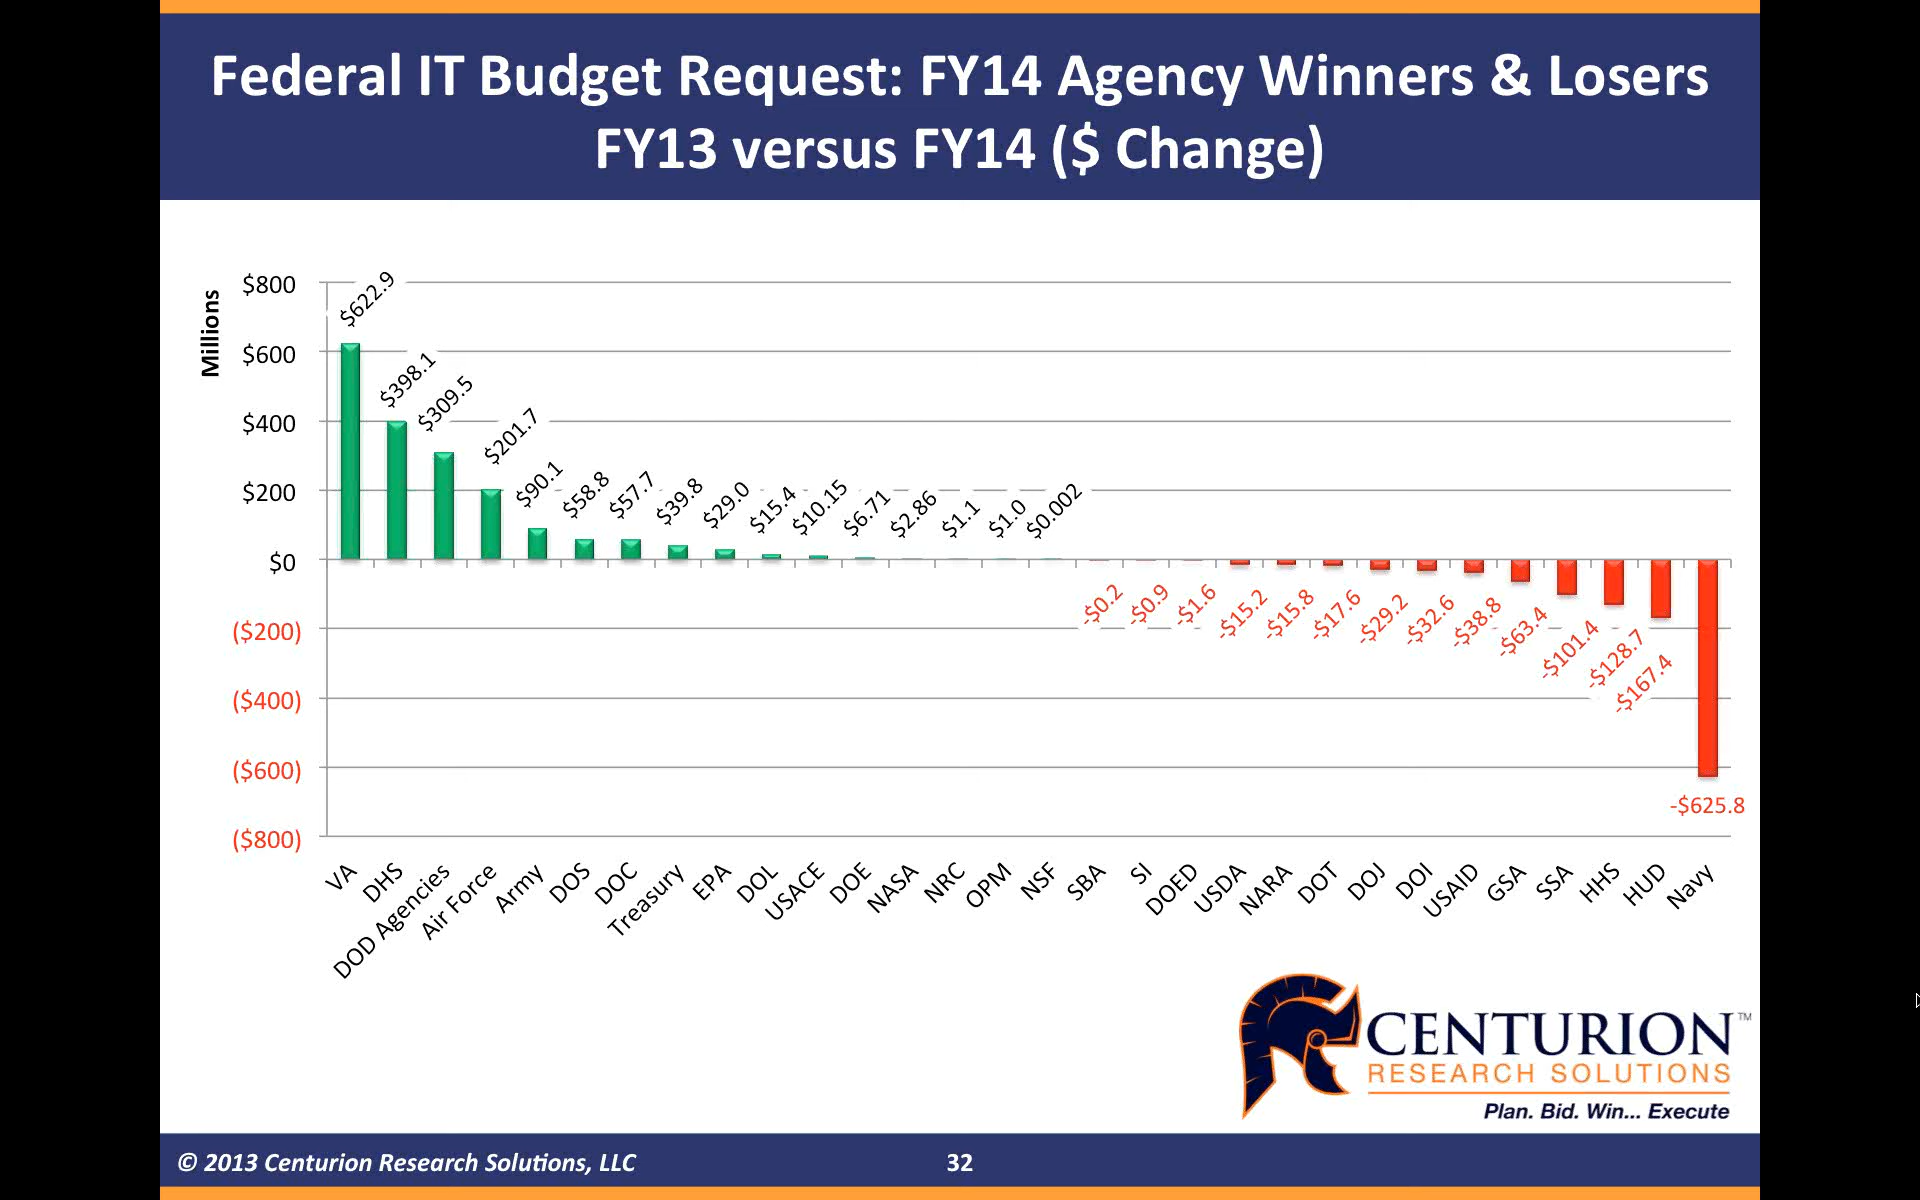 Federal IT Budget Request: FY14 Agency Winners & Losers
FY13 versus FY14 ($ Change)
Millions
$800
$600
$400
$200
$0
($200)
($400)
($600)
($800)
$622.9
$398.1
$309.5
$201.7
$90.1
$58.8
$57.7
$39.8
$29.0
$15.4
$10.15
$6.71
$2.86
$1.1
$1.0
$0.002
-$0.2
-$0.9
-$1.6
-$15.2
-$15.8
-$17.6
-$29.2
-$32.6
-$38.8
-$63.4
-$101.4
-$128.7
-$167.4
-$625.8
VA
DHS
DOD Agencies
Air Force
Army
DOS
DOC
Treasury
EPA
DOL
USACE
DOE
NASA
NRC
OPM
NSF
SBA
SI
DOED
USDA
NARA
DOT
DOJ
DOI
USAID
GSA
SSA
HHS
HUD
Navy
CENTURION™
RESEARCH SOLUTIONS
Plan. Bid. Win... Execute
© 2013 Centurion Research Solutions, LLC
32